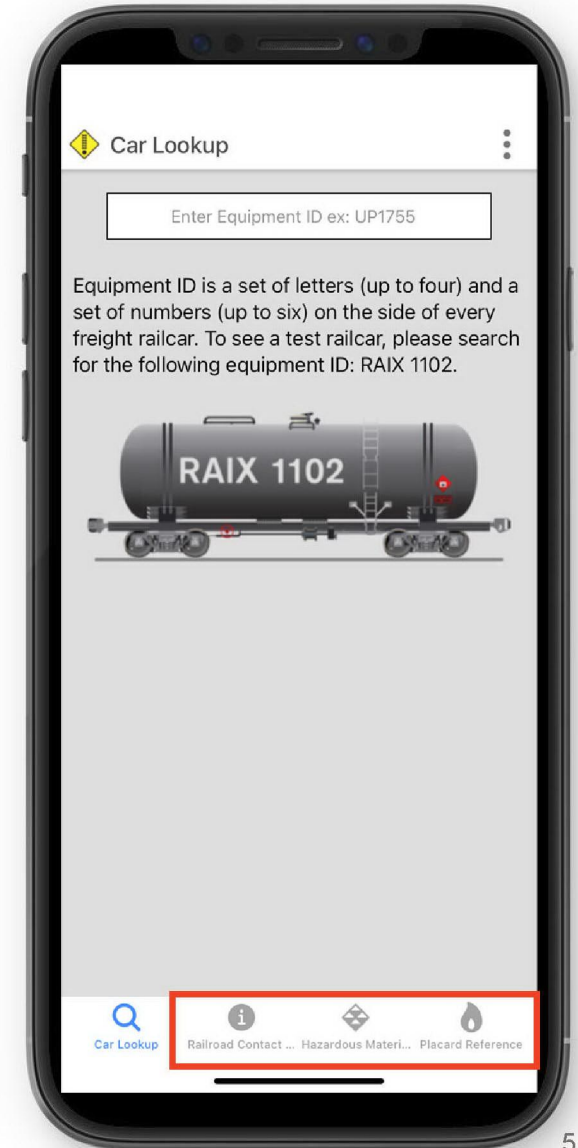 Car Lookup
Enter Equipment ID ex: UP1755
Equipment ID is a set of letters (up to four) and a
set of numbers (up to six) on the side of every
freight railcar. To see a test railcar, please search
for the following equipment ID: RAIX 1102.
RAIX 1102
Car Lookup Railroad Contact ... Hazardous Materi... Placard Reference
5